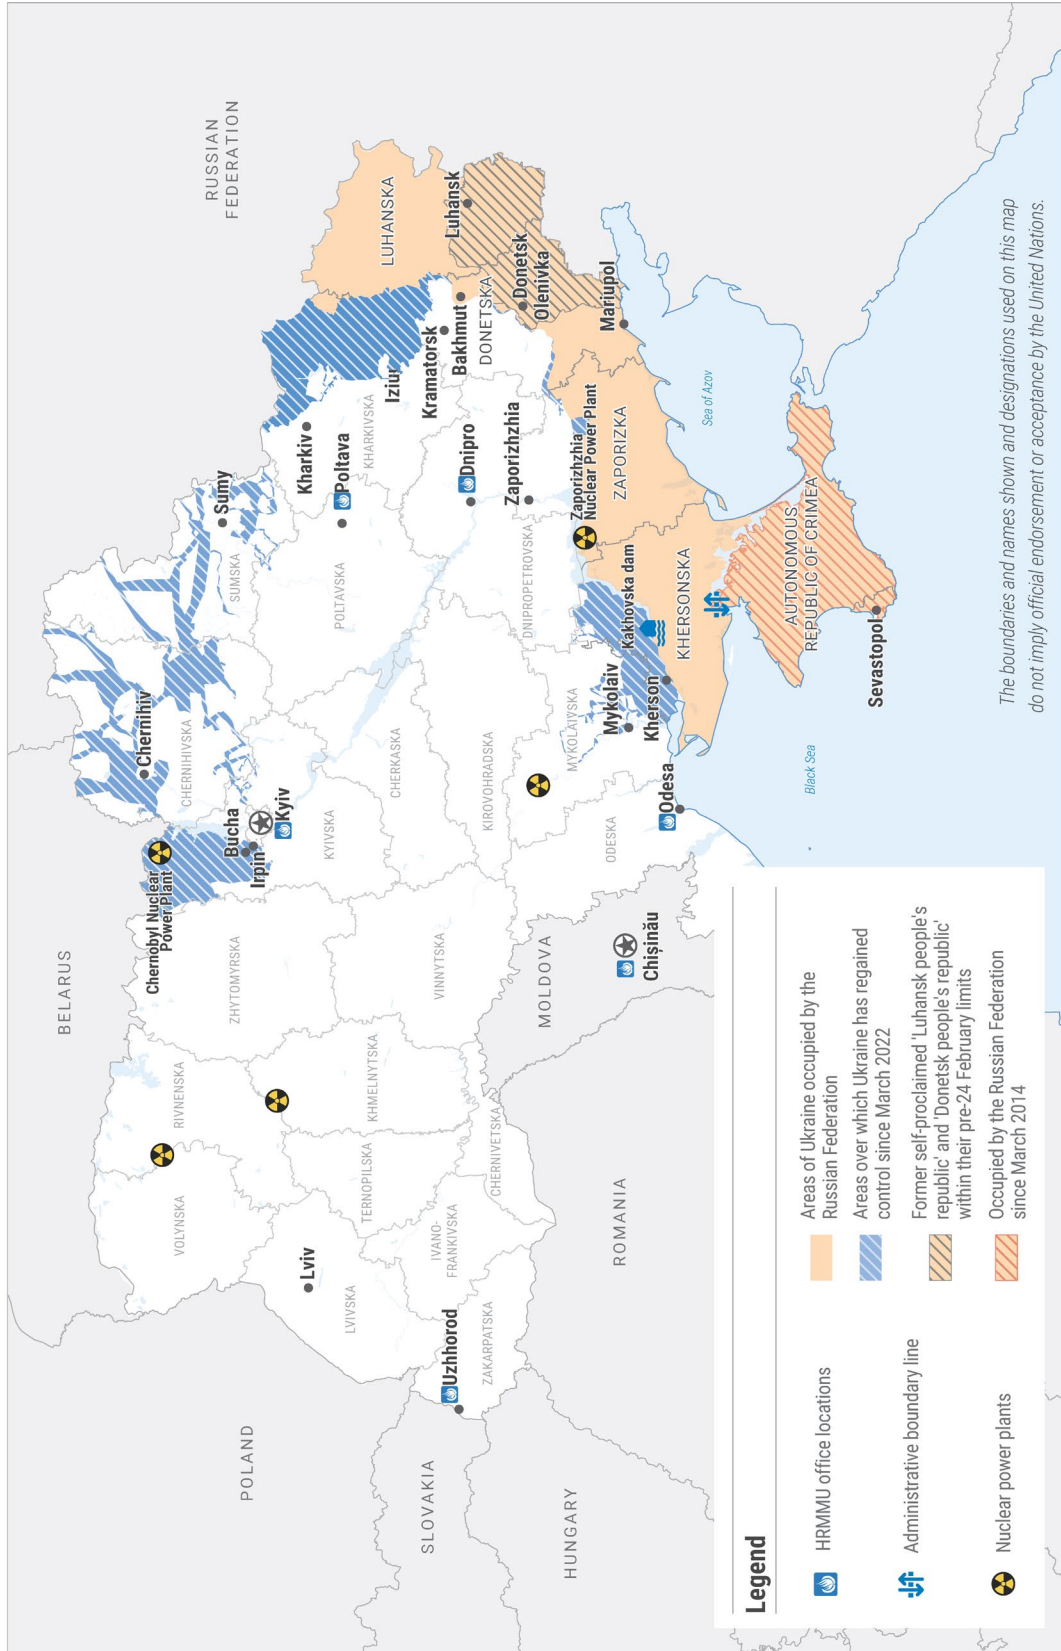 RUSSIAN
FEDERATION
BELARUS
POLAND
SLOVAKIA
HUNGARY
ROMANIA
MOLDOVA
Chernihiv
Sumy
Chernobyl Nuclear
Power Plant
Bucha
Irpin
Kyiv
Kharkiv
Poltava
Lviv
Iziur
Kramatorsk
Bakhmut
Luhansk
Dnipro
Uzhhorod
Zaporizhzhia
Donetsk
Olenivka
Mariupol
Zaporizhzhia
Nuclear Power Plant
Kakhovska dam
Mykolaiv
Kherson
Odesa
Chișinău
Sevastopol
VOLYNSKA
RIVNENSKA
ZHYTOMYRSKA
CHERNIHIVSKA
SUMSKA
KYIVSKA
POLTAVSKA
KHARKIVSKA
LUHANSKA
LVIVSKA
TERNOPILSKA
KHMELNYTSKA
VINNYTSKA
CHERKASKA
IVANO-
FRANKIVSKA
ZAKARPATSKA
CHERNIVETSKA
KIROVOHRADSKA
DNIPROPETROVSKA
DONETSKA
MYKOLAIVSKA
ODESKA
ZAPORIZKA
KHERSONSKA
AUTONOMOUS
REPUBLIC OF CRIMEA
Sea of Azov
Black Sea
Legend
HRMMU office locations
Administrative boundary line
Nuclear power plants
Areas of Ukraine occupied by the
Russian Federation
Areas over which Ukraine has regained
control since March 2022
Former self-proclaimed 'Luhansk people's
republic' and 'Donetsk people's republic'
within their pre-24 February limits
Occupied by the Russian Federation
since March 2014
The boundaries and names shown and designations used on this map
do not imply official endorsement or acceptance by the United Nations.